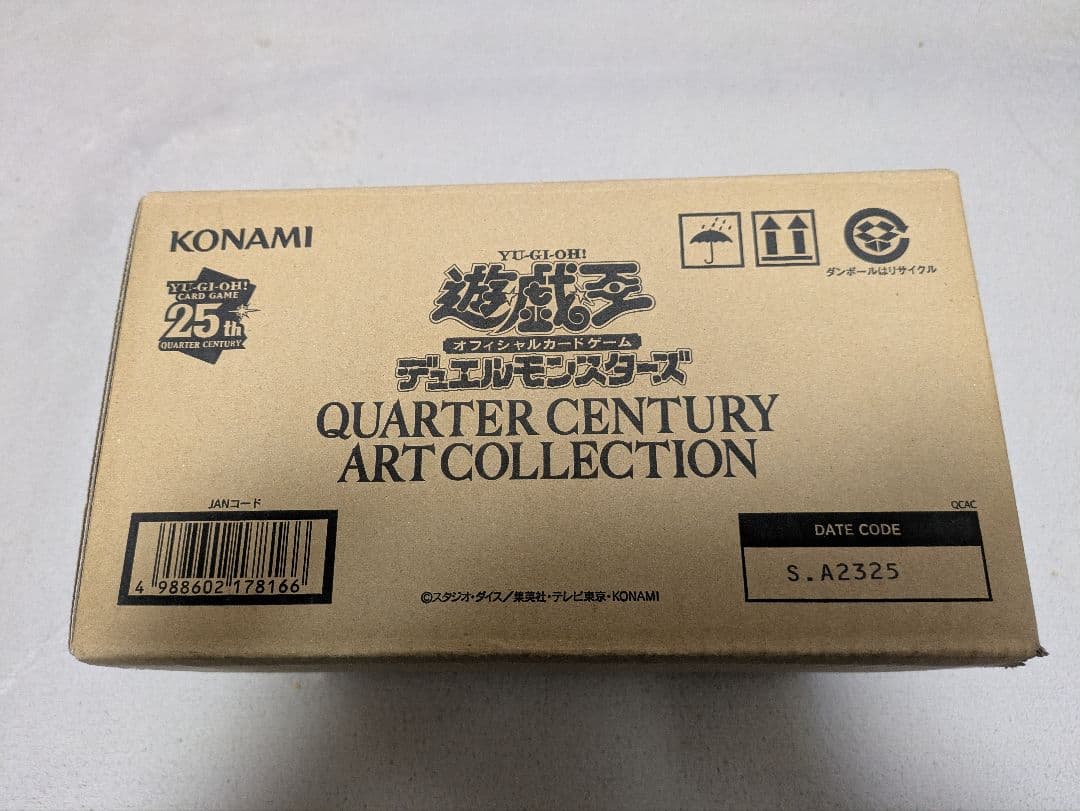 KONAMI
YU-GI-OH!
CARD GAME
25th
QUARTER CENTURY
YU-GI-OH!
遊戯王
オフィシャルカードゲーム
デュエルモンスターズ
QUARTER CENTURY
ART COLLECTION
ダンボールはリサイクル
JANコード
4 988602 178166
QCAC
DATE CODE
S.A2325
©スタジオ・ダイス/集英社・テレビ東京・KONAMI